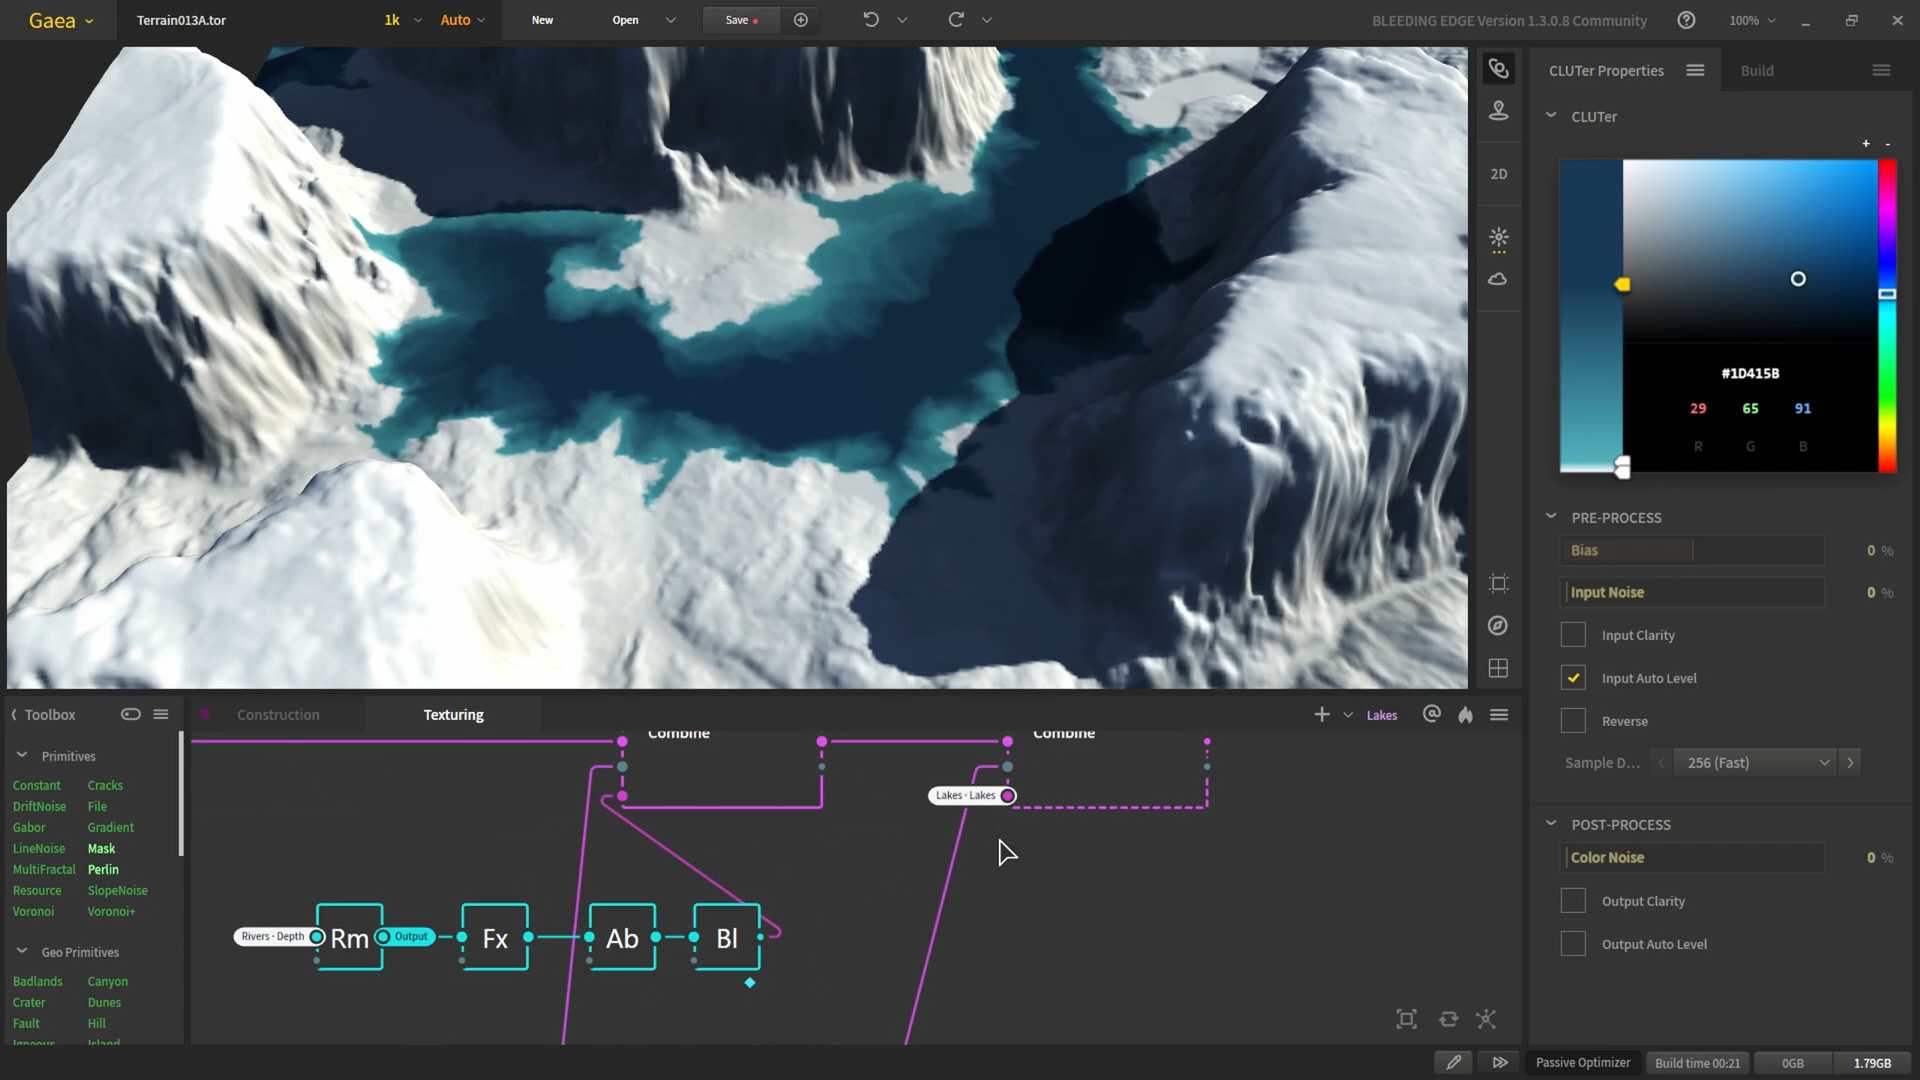 Gaea
Terrain013A.tor
1k
Auto
New
Open
Save
BLEEDING EDGE Version 1.3.0.8 Community
100%
CLUTer Properties
Build
CLUTer
+ -
2D
#1D415B
29 65 91
R G B
PRE-PROCESS
Bias 0 %
Input Noise 0 %
Input Clarity
Input Auto Level
Reverse
Sample D... 256 (Fast)
POST-PROCESS
Color Noise 0 %
Output Clarity
Output Auto Level
Toolbox
Construction
Texturing
Lakes
Primitives
Constant Cracks
DriftNoise File
Gabor Gradient
LineNoise Mask
MultiFractal Perlin
Resource SlopeNoise
Voronoi Voronoi+
Geo Primitives
Badlands Canyon
Crater Dunes
Fault Hill
Igneous Island
Combine
Combine
Lakes · Lakes
Rivers · Depth
Rm
Output
Fx
Ab
Bl
Passive Optimizer
Build time 00:21
0GB
1.79GB